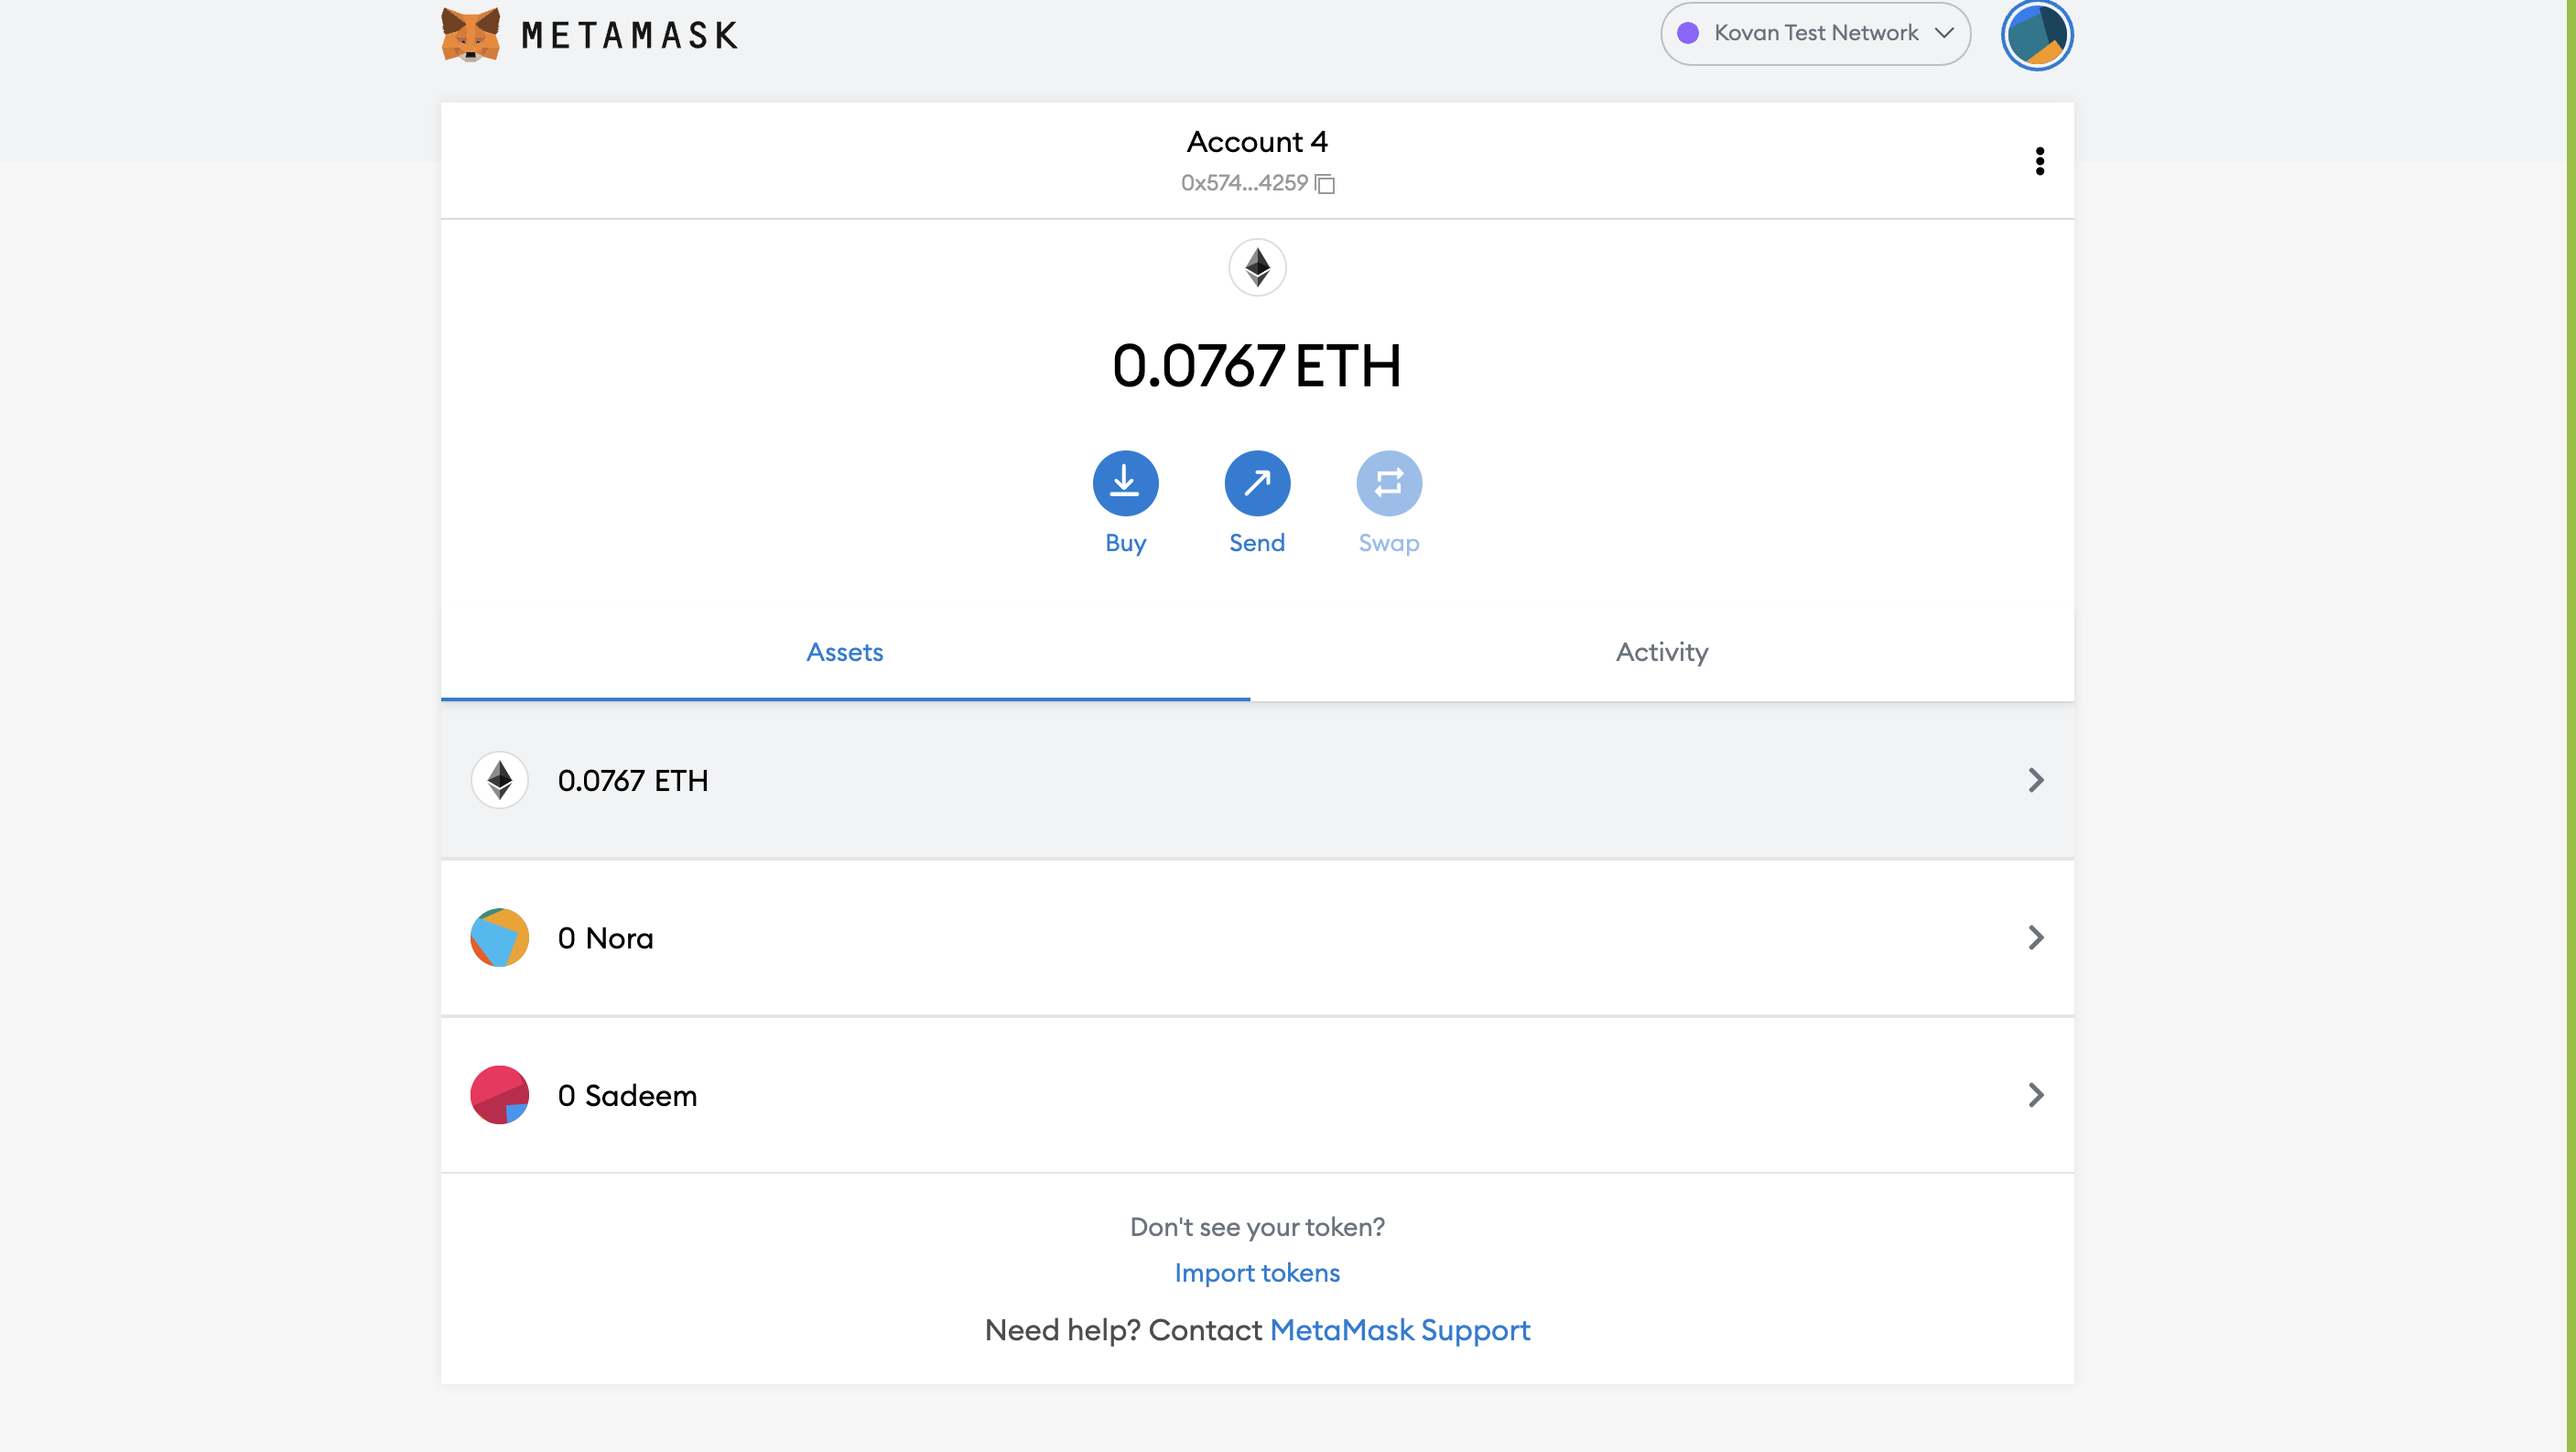 METAMASK
Kovan Test Network
Account 4
0x574...4259
0.0767 ETH
Buy
Send
Swap
Assets
Activity
0.0767 ETH
0 Nora
0 Sadeem
Don't see your token?
Import tokens
Need help? Contact MetaMask Support